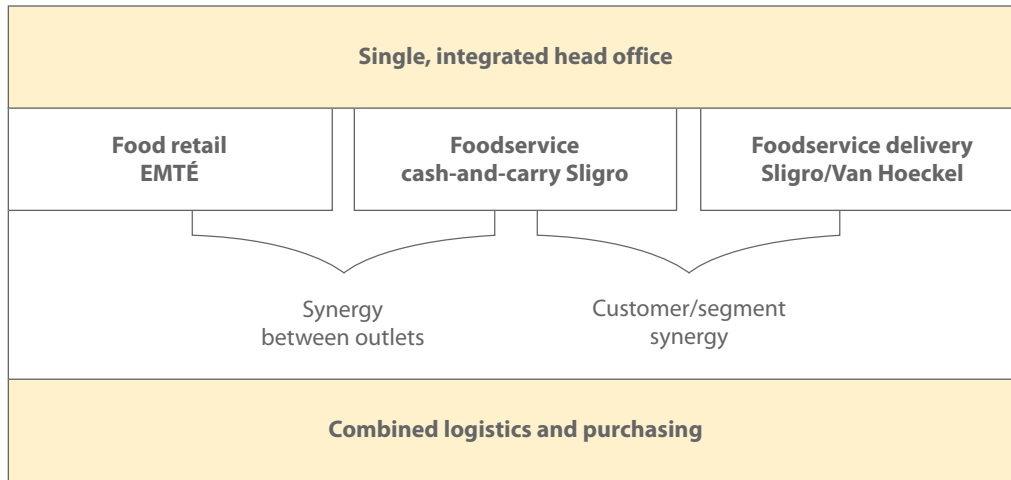 Single, integrated head office
Food retail
EMTÉ
Foodservice
cash-and-carry Sligro
Foodservice delivery
Sligro/Van Hoeckel
Synergy
between outlets
Customer/segment
synergy
Combined logistics and purchasing